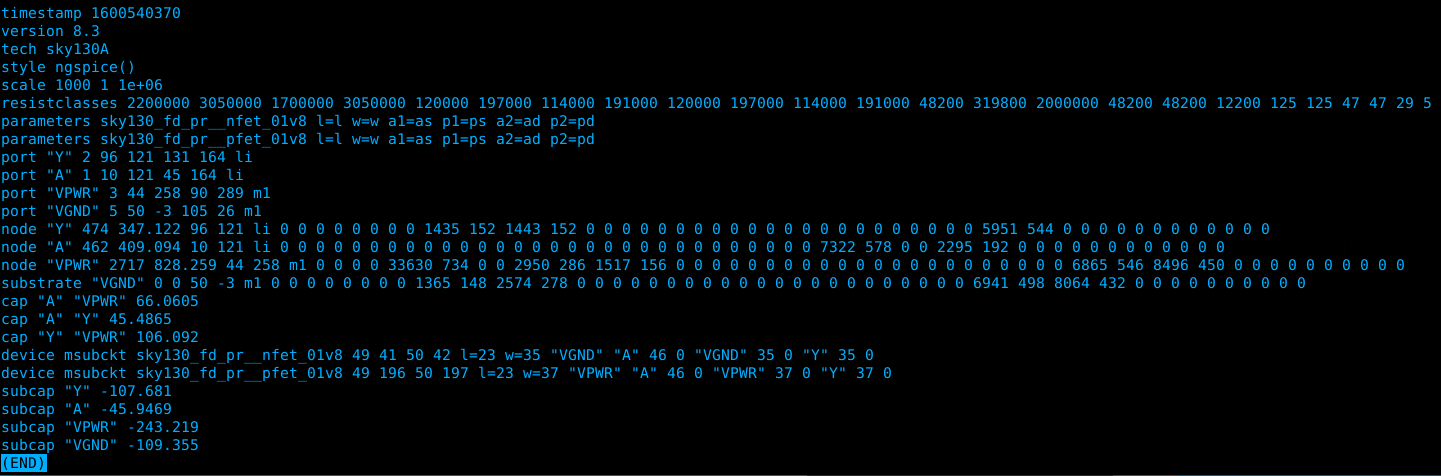 timestamp 1600540370
version 8.3
tech sky130A
style ngspice()
scale 1000 1 1e+06
resistclasses 2200000 3050000 1700000 3050000 120000 197000 114000 191000 120000 197000 114000 191000 48200 319800 2000000 48200 48200 12200 125 125 47 47 29 5
parameters sky130_fd_pr__nfet_01v8 l=l w=w a1=as p1=ps a2=ad p2=pd
parameters sky130_fd_pr__pfet_01v8 l=l w=w a1=as p1=ps a2=ad p2=pd
port "Y" 2 96 121 131 164 li
port "A" 1 10 121 45 164 li
port "VPWR" 3 44 258 90 289 m1
port "VGND" 5 50 -3 105 26 m1
node "Y" 474 347.122 96 121 li 0 0 0 0 0 0 0 0 1435 152 1443 152 0 0 0 0 0 0 0 0 0 0 0 0 0 0 0 0 0 0 0 0 0 0 5951 544 0 0 0 0 0 0 0 0 0 0 0 0
node "A" 462 409.094 10 121 li 0 0 0 0 0 0 0 0 0 0 0 0 0 0 0 0 0 0 0 0 0 0 0 0 0 0 0 0 0 0 7322 578 0 0 2295 192 0 0 0 0 0 0 0 0 0 0 0 0
node "VPWR" 2717 828.259 44 258 m1 0 0 0 0 33630 734 0 0 2950 286 1517 156 0 0 0 0 0 0 0 0 0 0 0 0 0 0 0 0 0 0 0 0 0 0 6865 546 8496 450 0 0 0 0 0 0 0 0 0 0
substrate "VGND" 0 0 50 -3 m1 0 0 0 0 0 0 0 0 1365 148 2574 278 0 0 0 0 0 0 0 0 0 0 0 0 0 0 0 0 0 0 0 0 0 0 6941 498 8064 432 0 0 0 0 0 0 0 0 0 0
cap "A" "VPWR" 66.0605
cap "A" "Y" 45.4865
cap "Y" "VPWR" 106.092
device msubckt sky130_fd_pr__nfet_01v8 49 41 50 42 l=23 w=35 "VGND" "A" 46 0 "VGND" 35 0 "Y" 35 0
device msubckt sky130_fd_pr__pfet_01v8 49 196 50 197 l=23 w=37 "VPWR" "A" 46 0 "VPWR" 37 0 "Y" 37 0
subcap "Y" -107.681
subcap "A" -45.9469
subcap "VPWR" -243.219
subcap "VGND" -109.355
(END)